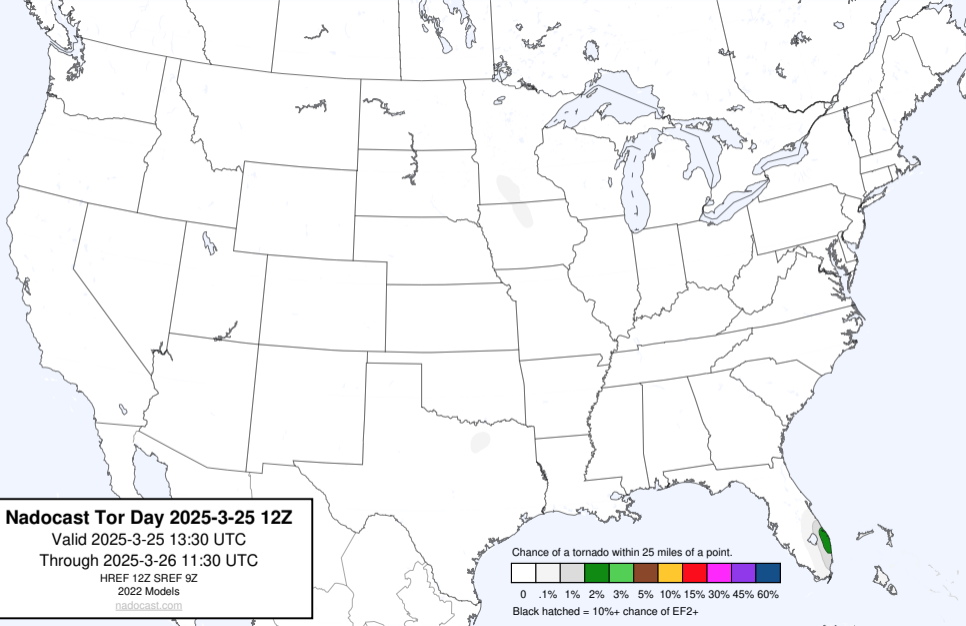 Nadocast Tor Day 2025-3-25 12Z
Valid 2025-3-25 13:30 UTC
Through 2025-3-26 11:30 UTC
HREF 12Z SREF 9Z
2022 Models
nadocast.com
Chance of a tornado within 25 miles of a point.
0 .1% 1% 2% 3% 5% 10% 15% 30% 45% 60%
Black hatched = 10%+ chance of EF2+